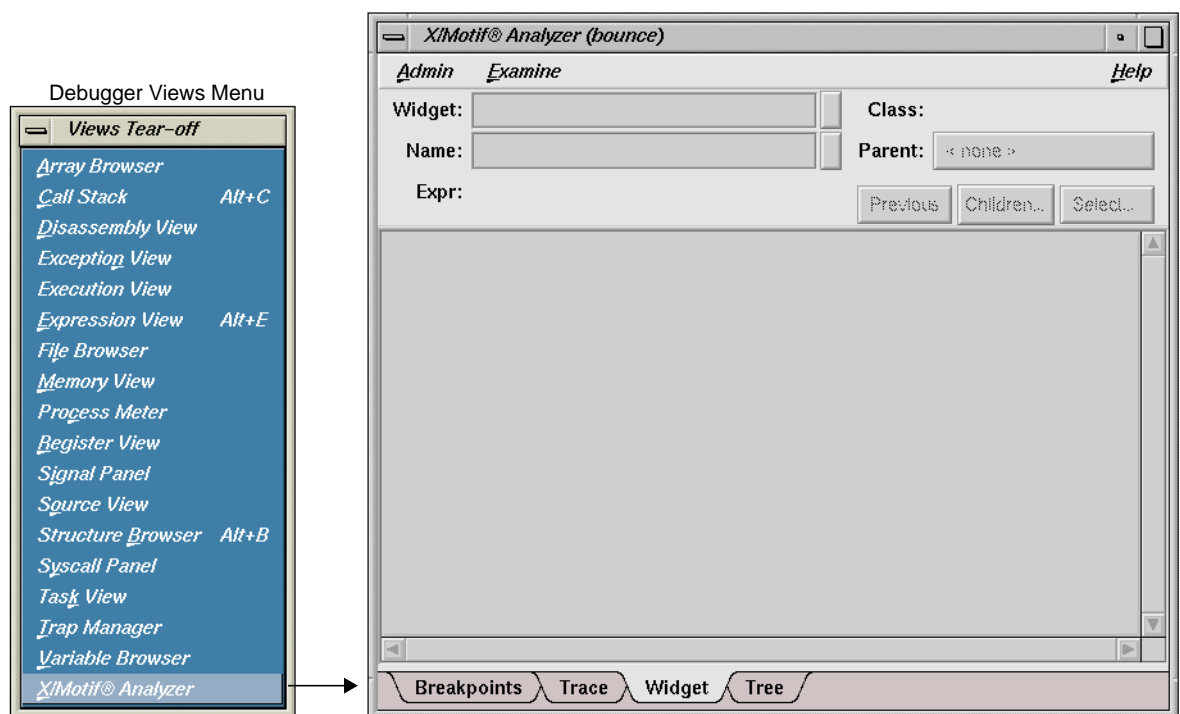 Debugger Views Menu
Views Tear-off
Array Browser
Call Stack Alt+C
Disassembly View
Exception View
Execution View
Expression View Alt+E
File Browser
Memory View
Process Meter
Register View
Signal Panel
Source View
Structure Browser Alt+B
Syscall Panel
Task View
Trap Manager
Variable Browser
X/Motif® Analyzer
X/Motif® Analyzer (bounce)
Admin Examine Help
Widget: Class:
Name: Parent: < none >
Expr: Previous Children... Select...
Breakpoints Trace Widget Tree